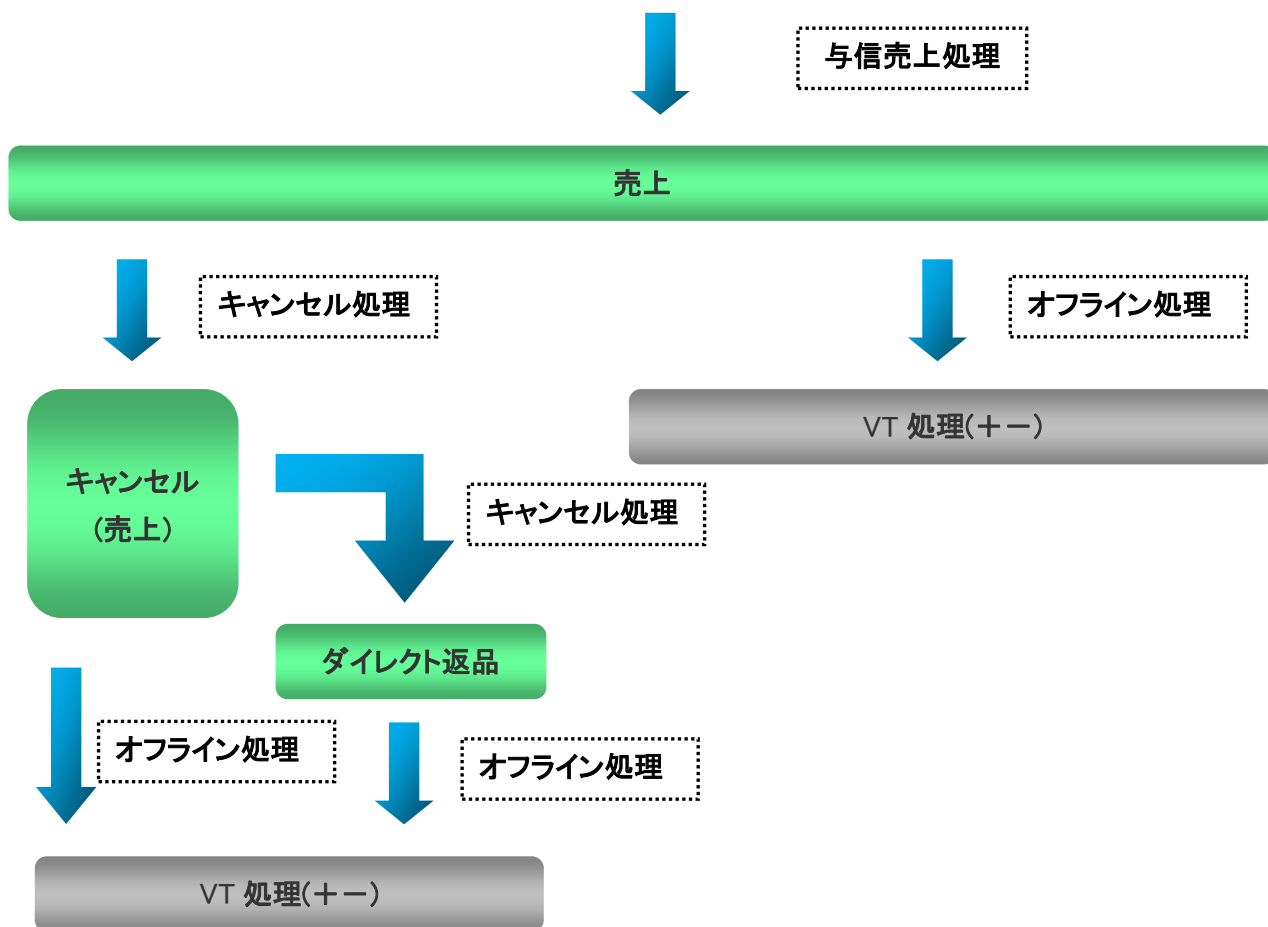 与信売上処理
売上
キャンセル処理
オフライン処理
VT 処理(＋－)
キャンセル
(売上)
キャンセル処理
ダイレクト返品
オフライン処理
オフライン処理
VT 処理(＋－)